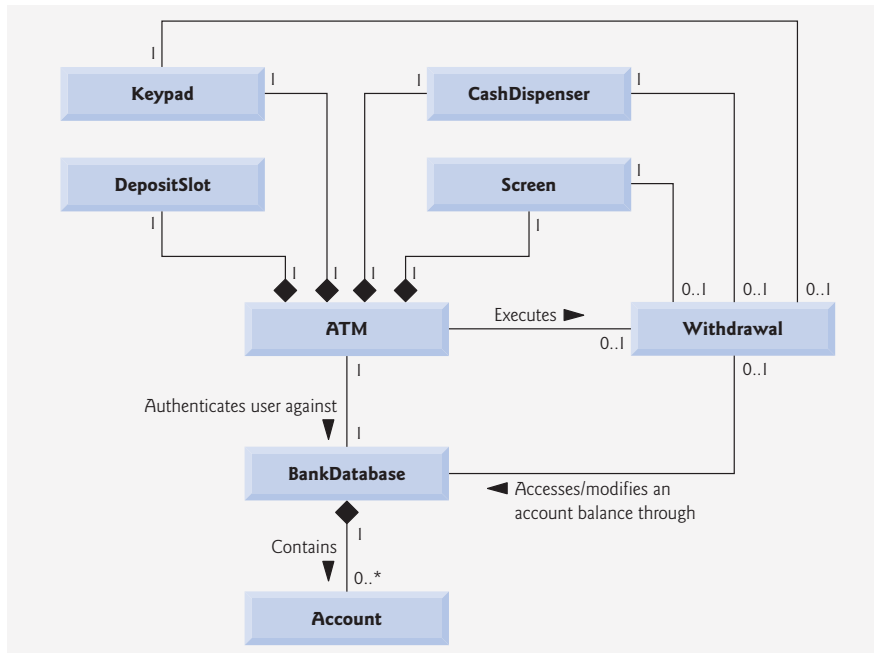 1
Keypad
1
1
CashDispenser
1
DepositSlot
Screen
1
1
1
1
1
1
1
0..1
0..1
0..1
ATM
Executes
Withdrawal
0..1
1
0..1
Authenticates user against
1
BankDatabase
Accesses/modifies an
account balance through
1
Contains
0..*
Account